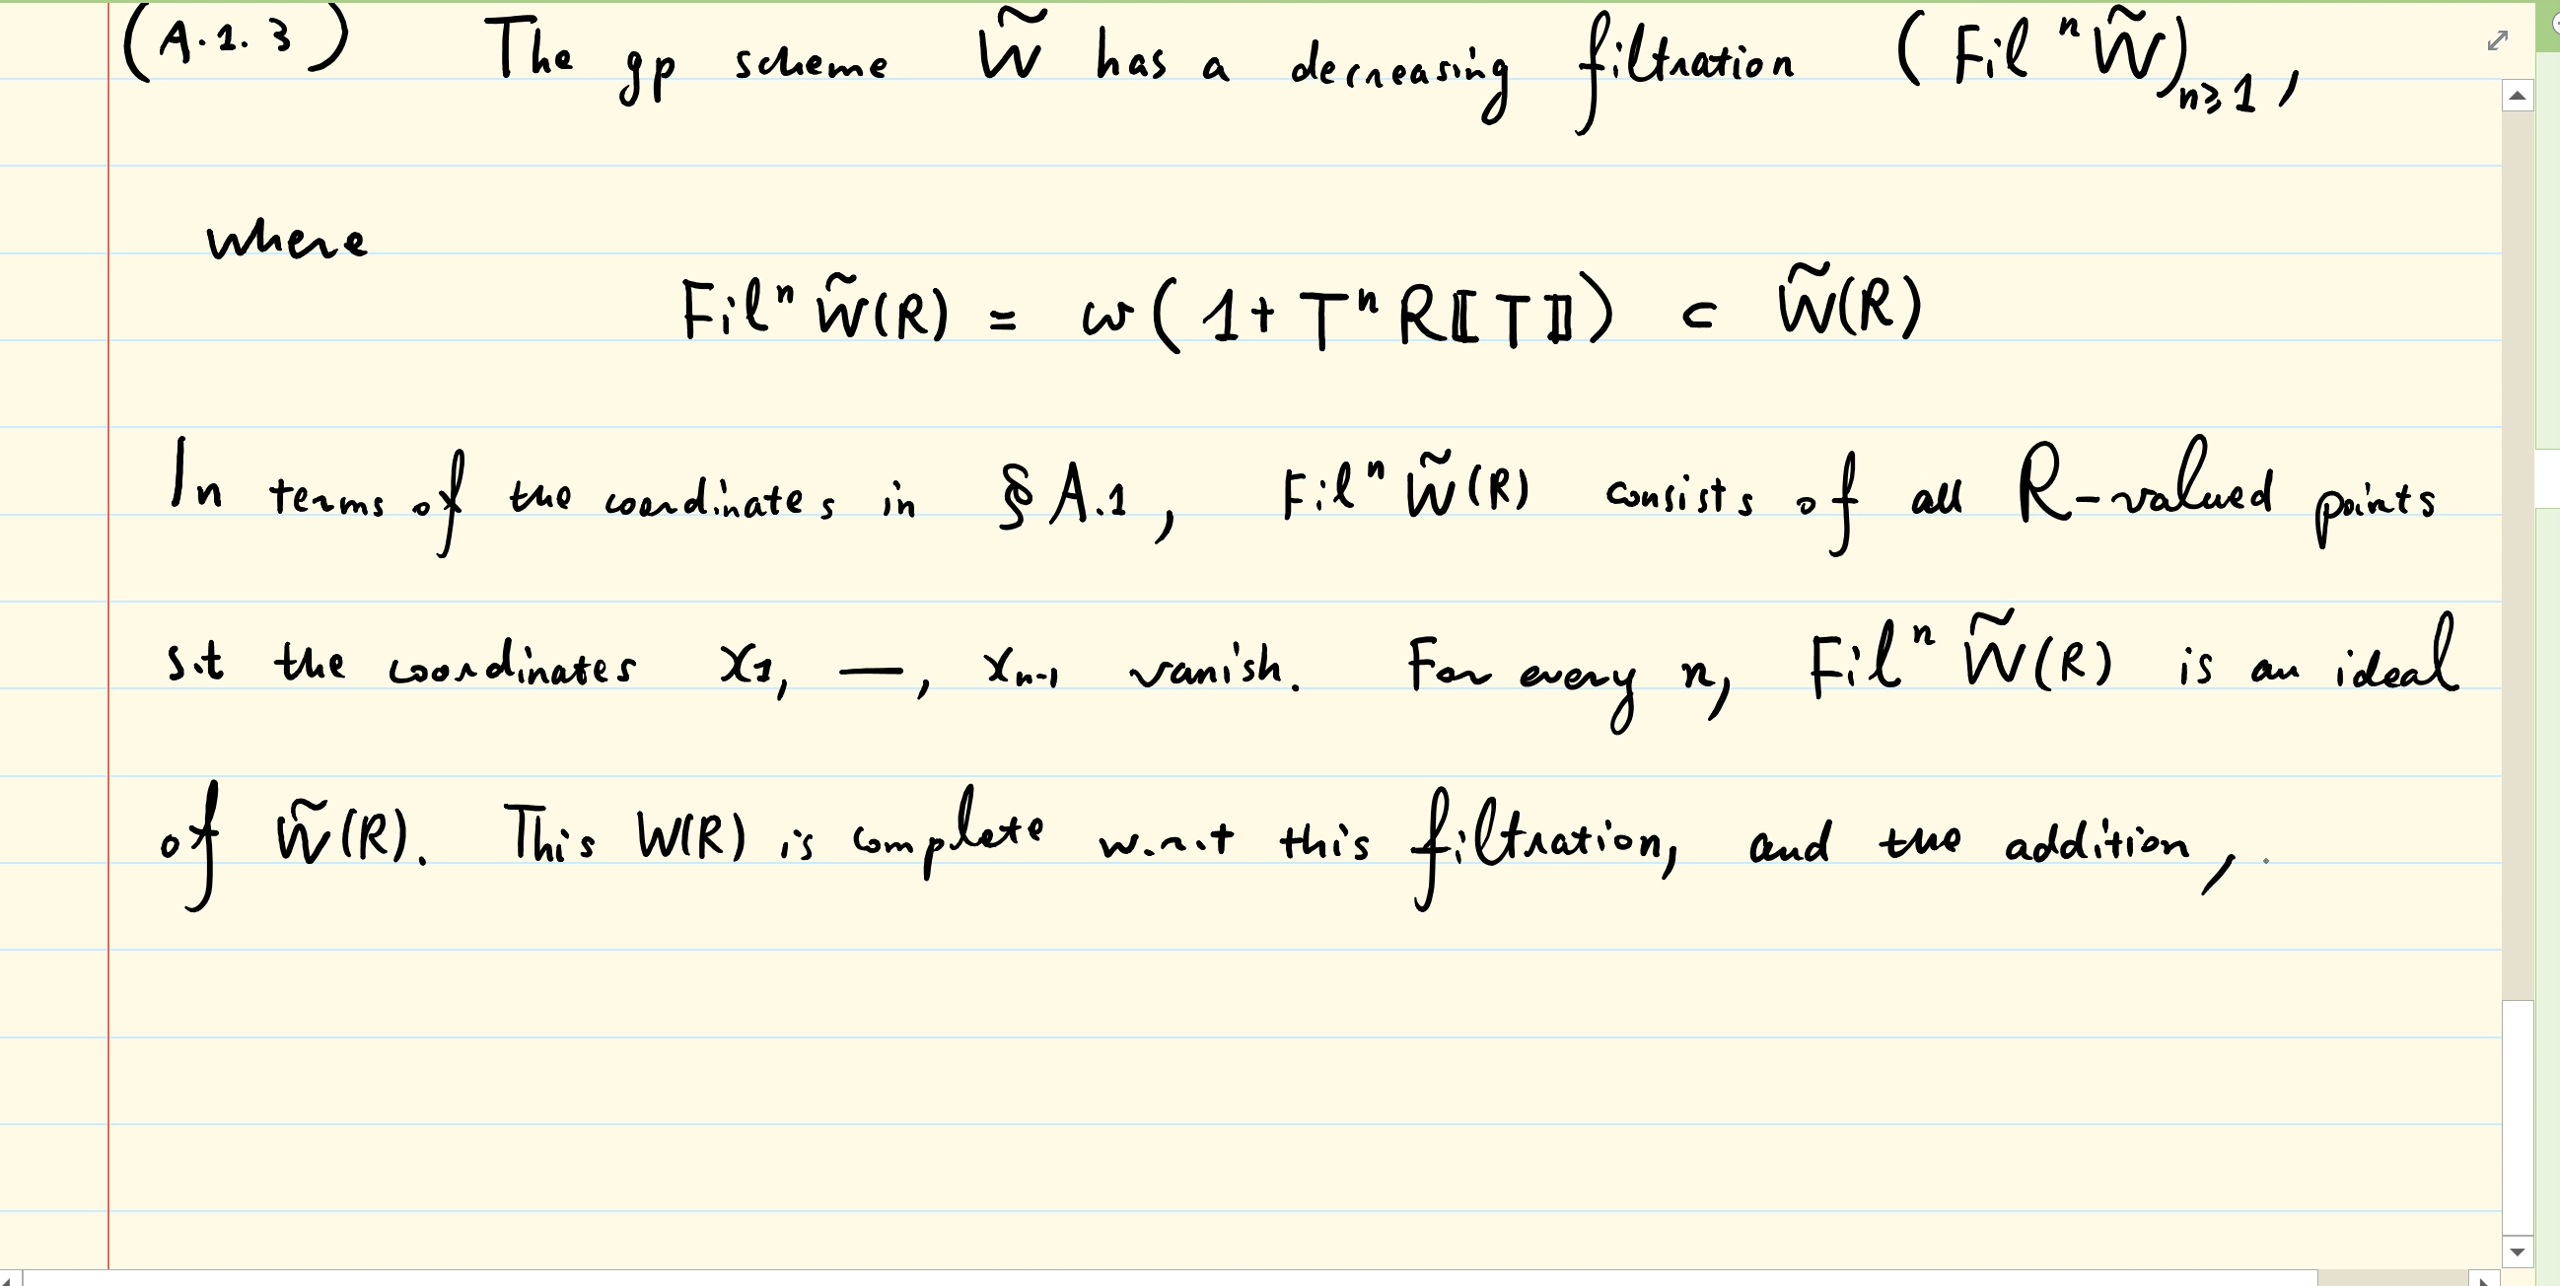 (A.1.3) The gp scheme W̃ has a decreasing filtration (Filⁿ W̃)ₙ≥₁,
where
Filⁿ W̃(R) = ω(1 + Tⁿ R⟦T⟧) ⊂ W̃(R)
In terms of the coordinates in § A.1, Filⁿ W̃(R) consists of all R-valued points
s.t the coordinates x₁, —, xₙ₋₁ vanish. For every n, Filⁿ W̃(R) is an ideal
of W̃(R). This W(R) is complete w.r.t this filtration, and the addition,